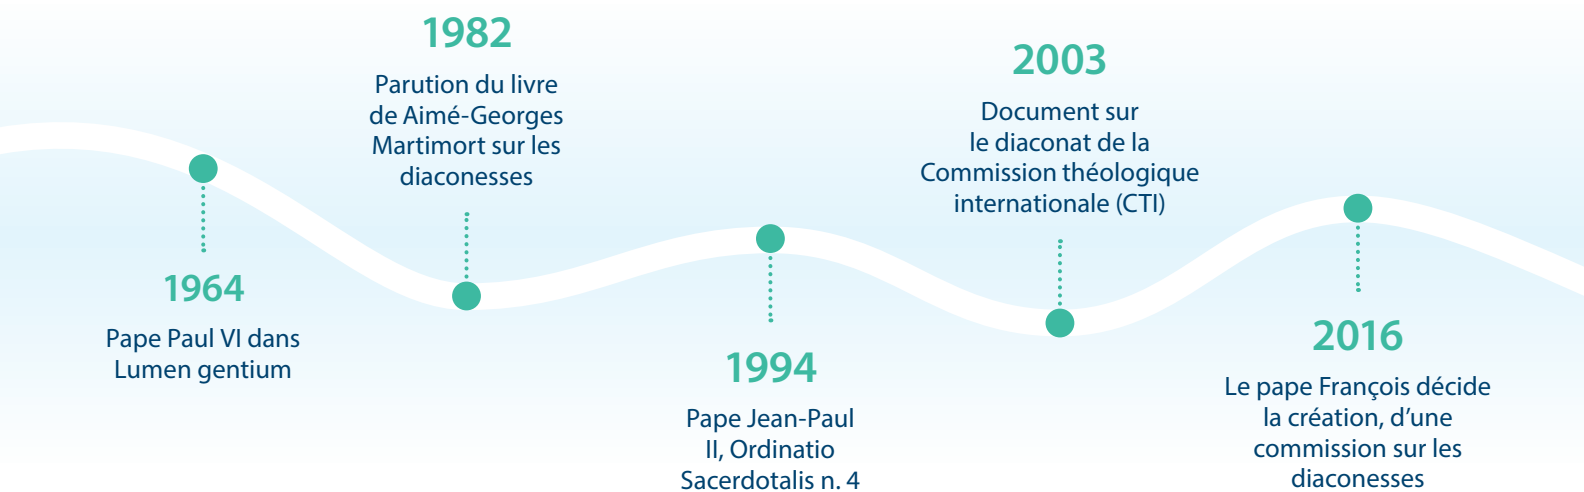 1964
Pape Paul VI dans
Lumen gentium
1982
Parution du livre
de Aimé-Georges
Martimort sur les
diaconesses
1994
Pape Jean-Paul
II, Ordinatio
Sacerdotalis n. 4
2003
Document sur
le diaconat de la
Commission théologique
internationale (CTI)
2016
Le pape François décide
la création, d’une
commission sur les
diaconesses